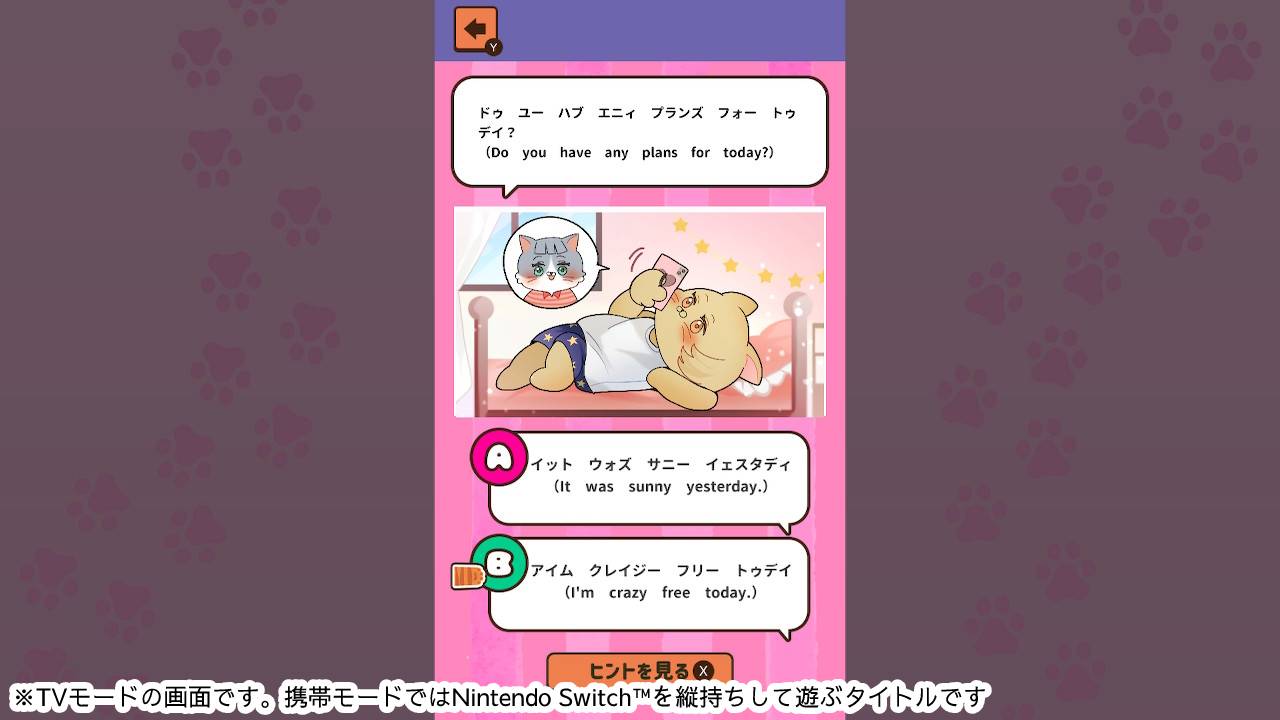 Y
ドゥ ユー ハブ エニィ プランズ フォー トゥ
デイ？
（Do you have any plans for today?）
A
イット ウォズ サニー イェスタディ
（It was sunny yesterday.）
B
アイム クレイジー フリー トゥデイ
（I'm crazy free today.）
ヒントを見る X
※TVモードの画面です。携帯モードではNintendo Switch™を縦持ちして遊ぶタイトルです